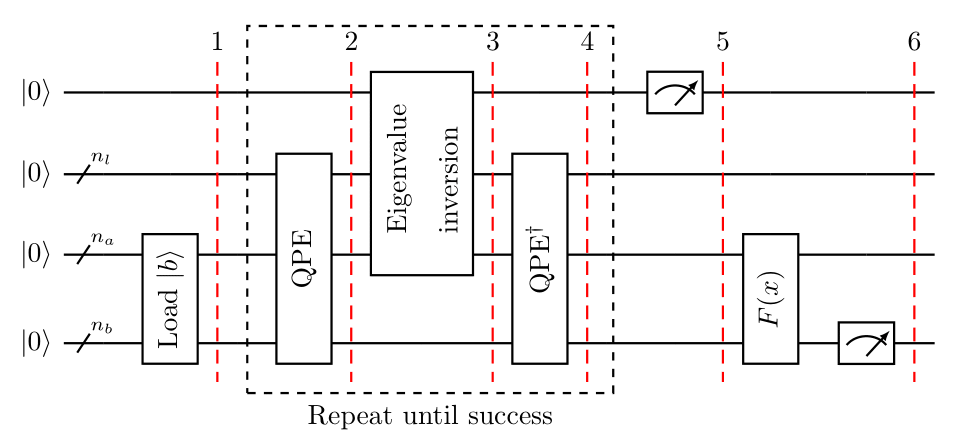 1 2 3 4 5 6
|0⟩
|0⟩ n_l
|0⟩ n_a
|0⟩ n_b
Load |b⟩
QPE
Eigenvalue
inversion
QPE†
F(x)
Repeat until success